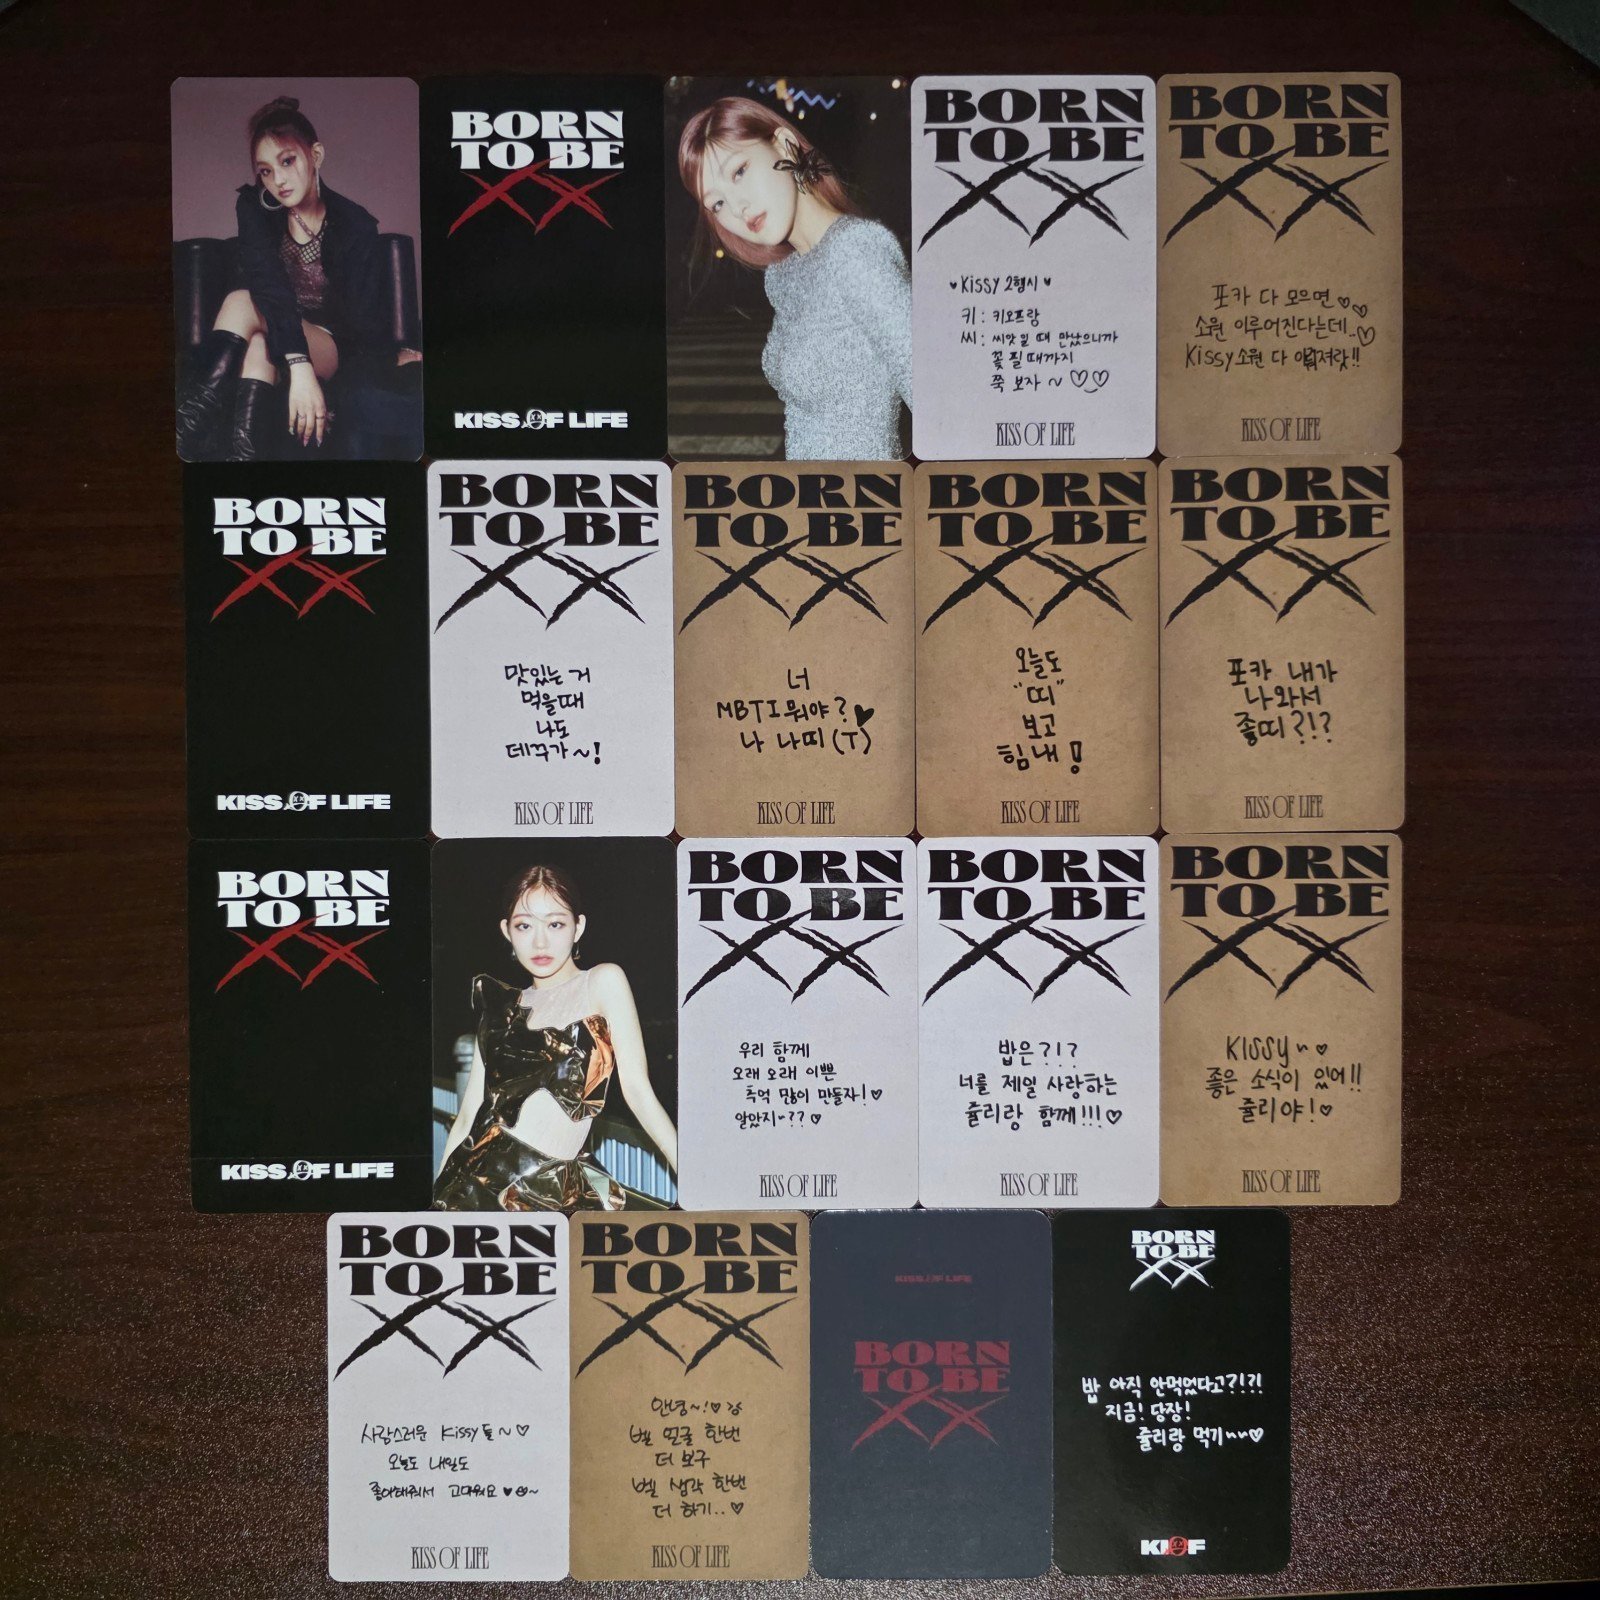 BORN
TO BE
XX
KISS OF LIFE
BORN
TO BE
XX
♥Kissy 2행시♥
키: 키오프랑
씨: 씨앗일 때 만났으니까
꽃 필 때까지
쭉 보자 ~ ♡♡
KISS OF LIFE
BORN
TO BE
XX
포카 다 모으면♡♡
소원 이루어진다는데..♡
Kissy 소원 다 이뤄져랏!!
KISS OF LIFE
BORN
TO BE
XX
KISS OF LIFE
BORN
TO BE
XX
맛있는 거
먹을때
나도
데꾸가~!
KISS OF LIFE
BORN
TO BE
XX
너
MBTI 뭐야?♥
나 나띠(T)
KISS OF LIFE
BORN
TO BE
XX
오늘도
"띠"
보고
힘내!
KISS OF LIFE
BORN
TO BE
XX
포카 내가
나와서
좋띠?!?
KISS OF LIFE
BORN
TO BE
XX
KISS OF LIFE
BORN
TO BE
XX
우리 함께
오래 오래 이쁜
추억 많이 만들자!♡
알았지~?? ♡
KISS OF LIFE
BORN
TO BE
XX
밥은?!?
너를 제일 사랑하는
쥴리랑 함께!!!♡
KISS OF LIFE
BORN
TO BE
XX
KISSY~♡
좋은 소식이 있어!!
쥴리야!♡
KISS OF LIFE
BORN
TO BE
XX
사랑스러운 Kissy들~♡
오늘도 내일도
좋아해줘서 고마워요♥~
KISS OF LIFE
BORN
TO BE
XX
안녕~!♡
벨 얼굴 한번
더 보구
벨 생각 한번
더 하기..♡
KISS OF LIFE
KISS OF LIFE
BORN
TO BE
XX
BORN
TO BE
XX
밥 아직 안먹었다고?!?!
지금! 당장!
쥴리랑 먹기~~♡
KIOF